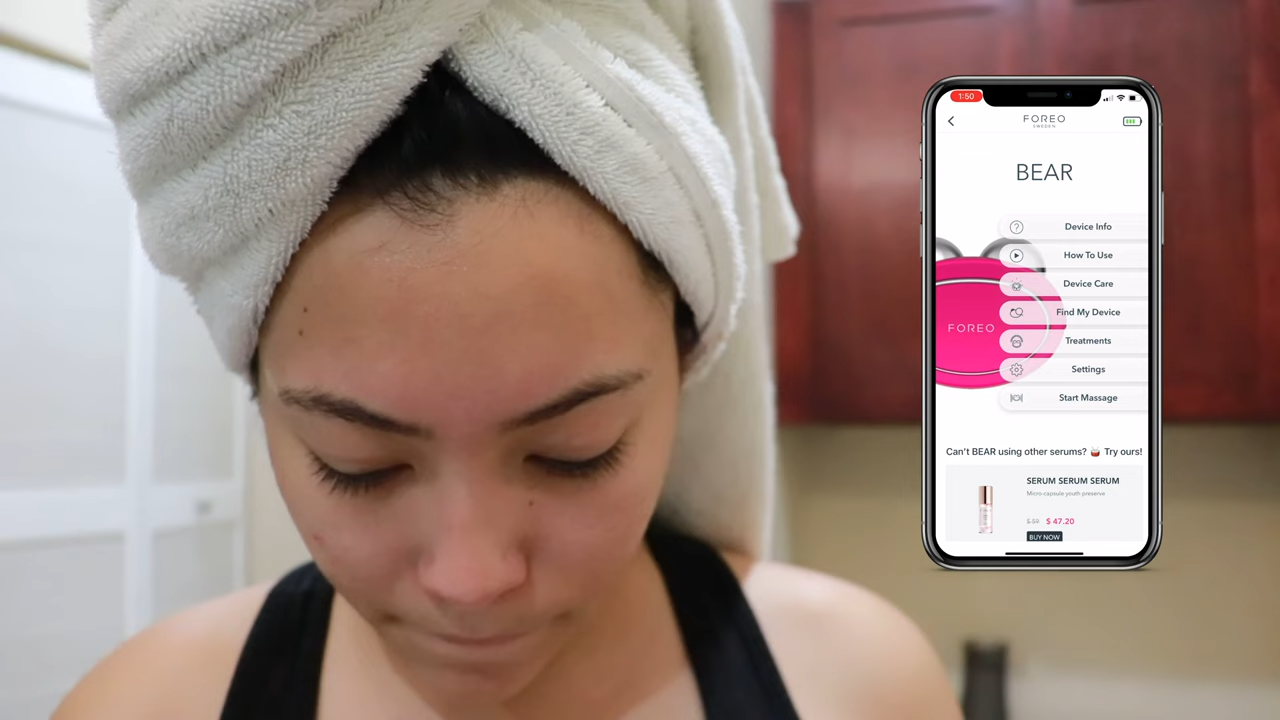 1:50
FOREO
SWEDEN
BEAR
Device Info
How To Use
Device Care
Find My Device
FOREO
Treatments
Settings
Start Massage
Can't BEAR using other serums? 🥁 Try ours!
SERUM SERUM SERUM
Micro-capsule youth preserve
$ 59 $ 47.20
BUY NOW